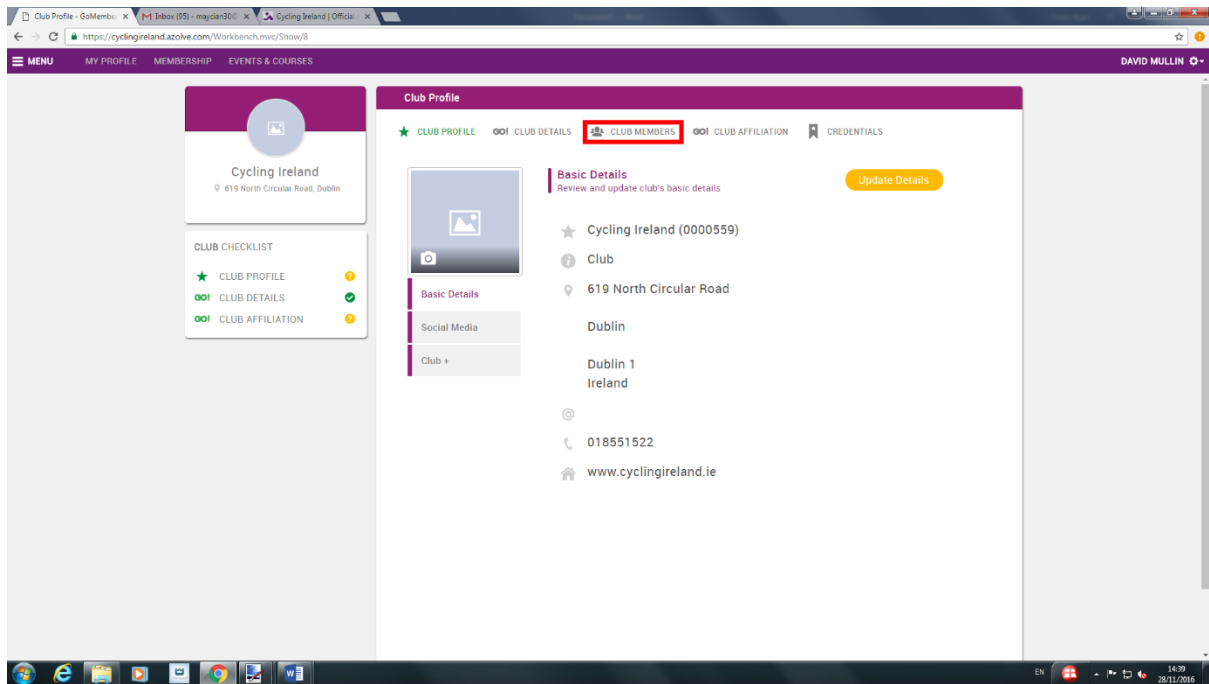 Club Profile - GoMember
Inbox (95) - maycian30
Cycling Ireland | Official
https://cyclingireland.azolve.com/Workbench.mvc/Show/8
MENU MY PROFILE MEMBERSHIP EVENTS & COURSES DAVID MULLIN
Cycling Ireland
619 North Circular Road, Dublin
CLUB CHECKLIST
CLUB PROFILE ?
GO! CLUB DETAILS
GO! CLUB AFFILIATION ?
Club Profile
CLUB PROFILE GO! CLUB DETAILS CLUB MEMBERS GO! CLUB AFFILIATION CREDENTIALS
Basic Details
Social Media
Club +
Basic Details
Review and update club's basic details
Update Details
Cycling Ireland (0000559)
Club
619 North Circular Road
Dublin
Dublin 1
Ireland
@
018551522
www.cyclingireland.ie
EN
14:39
28/11/2016